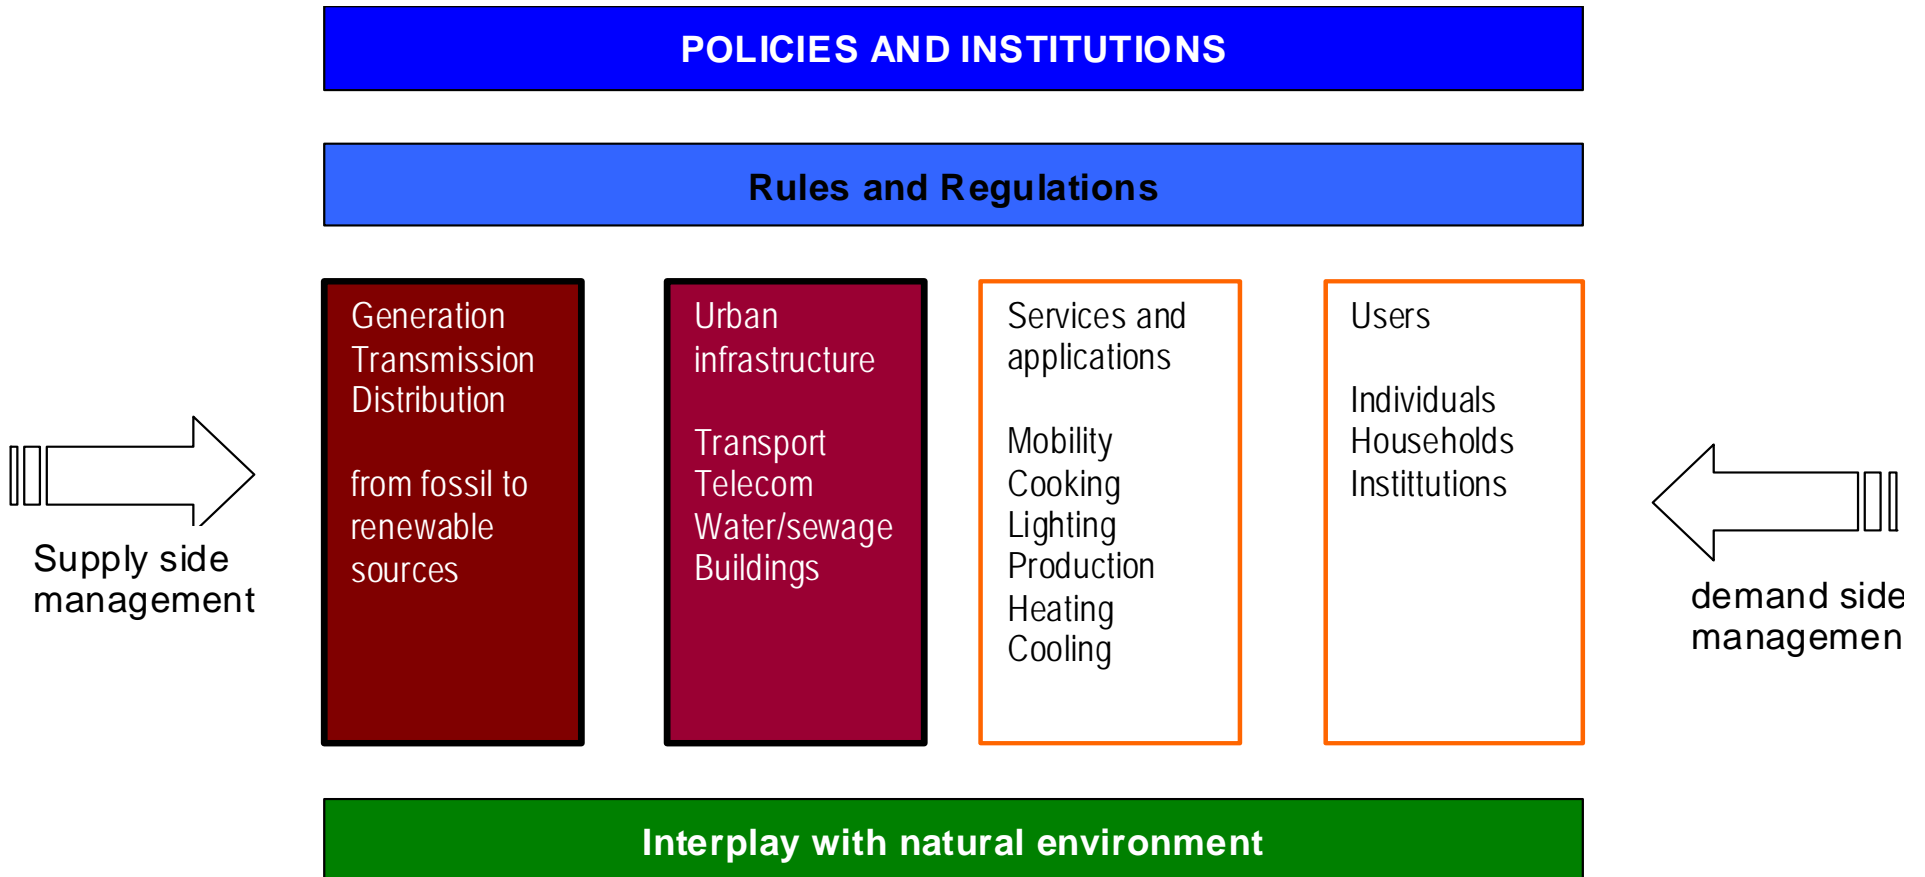 POLICIES AND INSTITUTIONS
Rules and Regulations
Generation
Transmission
Distribution
from fossil to
renewable
sources
Urban
infrastructure
Transport
Telecom
Water/sewage
Buildings
Services and
applications
Mobility
Cooking
Lighting
Production
Heating
Cooling
Users
Individuals
Households
Instittutions
Supply side
management
demand side
managemen
Interplay with natural environment